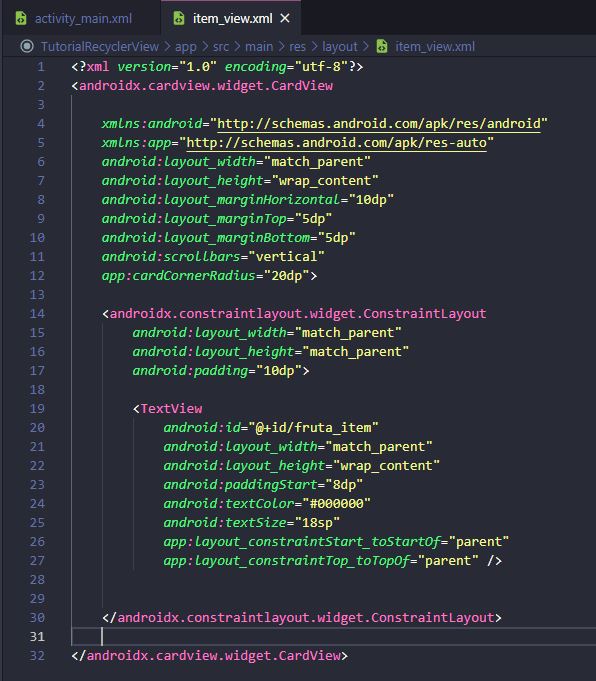 activity_main.xml item_view.xml ×
TutorialRecyclerView > app > src > main > res > layout > item_view.xml
1 <?xml version="1.0" encoding="utf-8"?>
2 <androidx.cardview.widget.CardView
3
4 xmlns:android="http://schemas.android.com/apk/res/android"
5 xmlns:app="http://schemas.android.com/apk/res-auto"
6 android:layout_width="match_parent"
7 android:layout_height="wrap_content"
8 android:layout_marginHorizontal="10dp"
9 android:layout_marginTop="5dp"
10 android:layout_marginBottom="5dp"
11 android:scrollbars="vertical"
12 app:cardCornerRadius="20dp">
13
14 <androidx.constraintlayout.widget.ConstraintLayout
15 android:layout_width="match_parent"
16 android:layout_height="match_parent"
17 android:padding="10dp">
18
19 <TextView
20 android:id="@+id/fruta_item"
21 android:layout_width="match_parent"
22 android:layout_height="wrap_content"
23 android:paddingStart="8dp"
24 android:textColor="#000000"
25 android:textSize="18sp"
26 app:layout_constraintStart_toStartOf="parent"
27 app:layout_constraintTop_toTopOf="parent" />
28
29
30 </androidx.constraintlayout.widget.ConstraintLayout>
31
32 </androidx.cardview.widget.CardView>